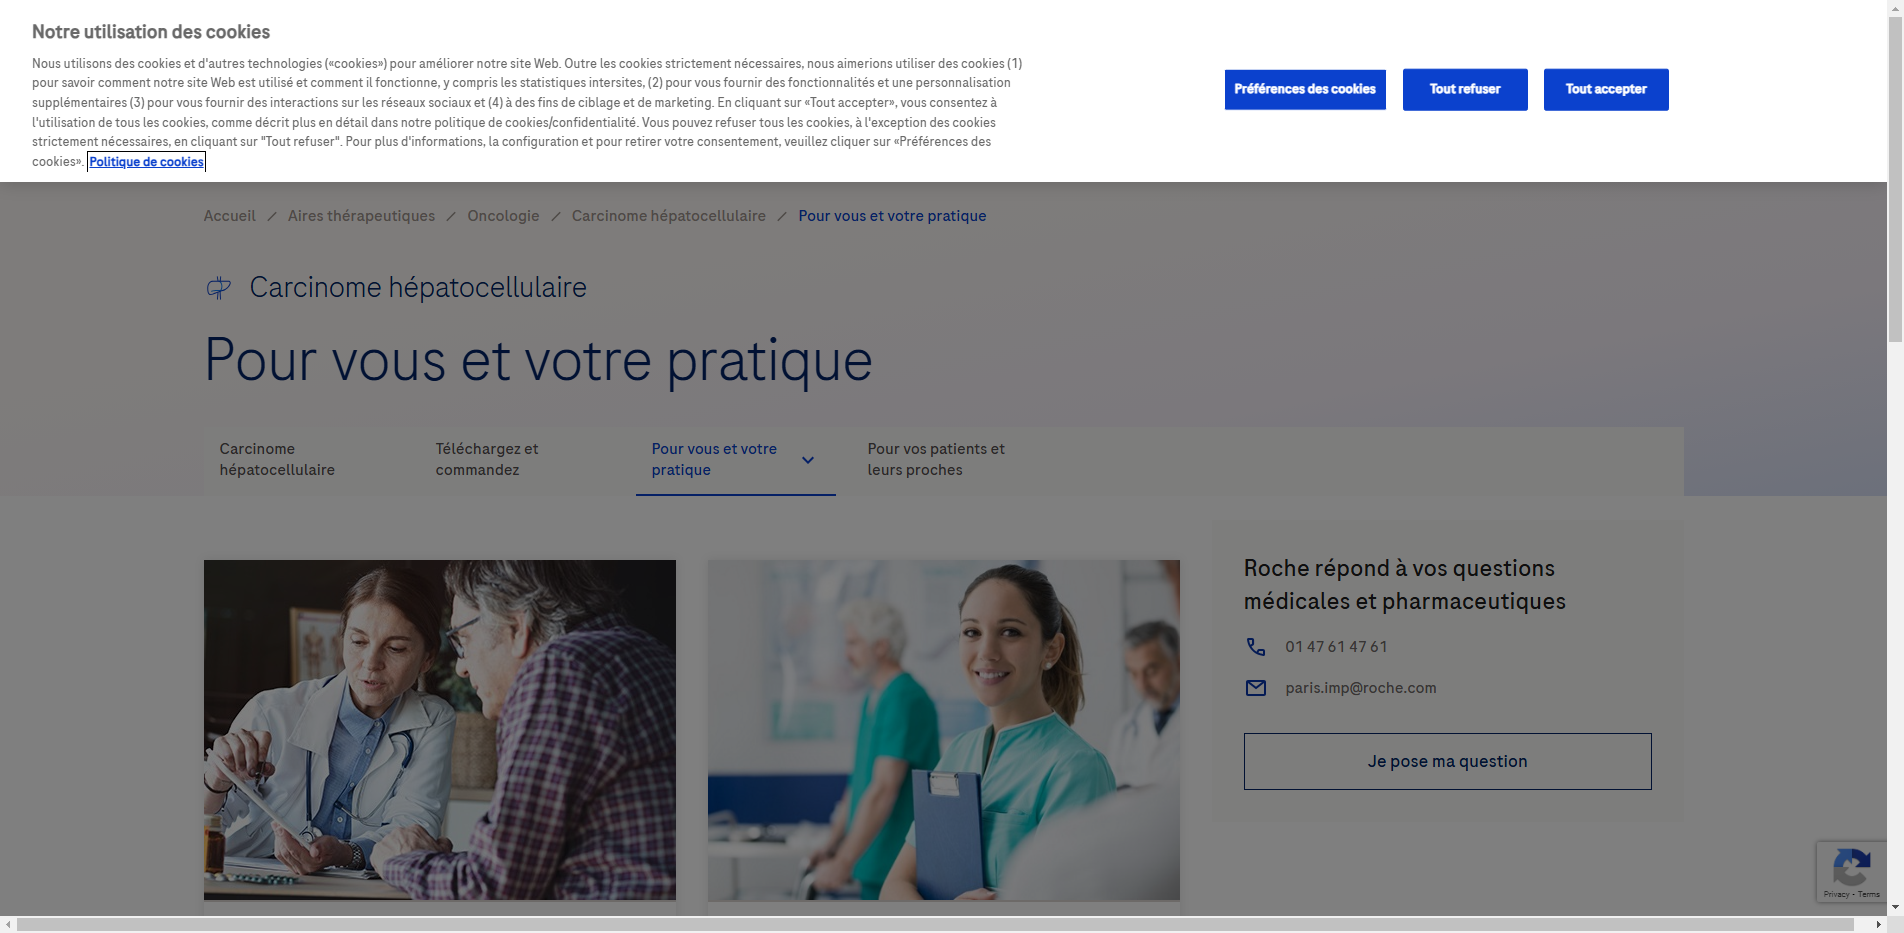 Notre utilisation des cookies
Nous utilisons des cookies et d'autres technologies («cookies») pour améliorer notre site Web. Outre les cookies strictement nécessaires, nous aimerions utiliser des cookies (1)
pour savoir comment notre site Web est utilisé et comment il fonctionne, y compris les statistiques intersites, (2) pour vous fournir des fonctionnalités et une personnalisation
supplémentaires (3) pour vous fournir des interactions sur les réseaux sociaux et (4) à des fins de ciblage et de marketing. En cliquant sur «Tout accepter», vous consentez à
l'utilisation de tous les cookies, comme décrit plus en détail dans notre politique de cookies/confidentialité. Vous pouvez refuser tous les cookies, à l'exception des cookies
strictement nécessaires, en cliquant sur "Tout refuser". Pour plus d'informations, la configuration et pour retirer votre consentement, veuillez cliquer sur «Préférences des
cookies». Politique de cookies
Préférences des cookies
Tout refuser
Tout accepter
Accueil / Aires thérapeutiques / Oncologie / Carcinome hépatocellulaire / Pour vous et votre pratique
Carcinome hépatocellulaire
Pour vous et votre pratique
Carcinome
hépatocellulaire
Téléchargez et
commandez
Pour vous et votre
pratique
Pour vos patients et
leurs proches
Roche répond à vos questions
médicales et pharmaceutiques
01 47 61 47 61
paris.imp@roche.com
Je pose ma question
Privacy - Terms